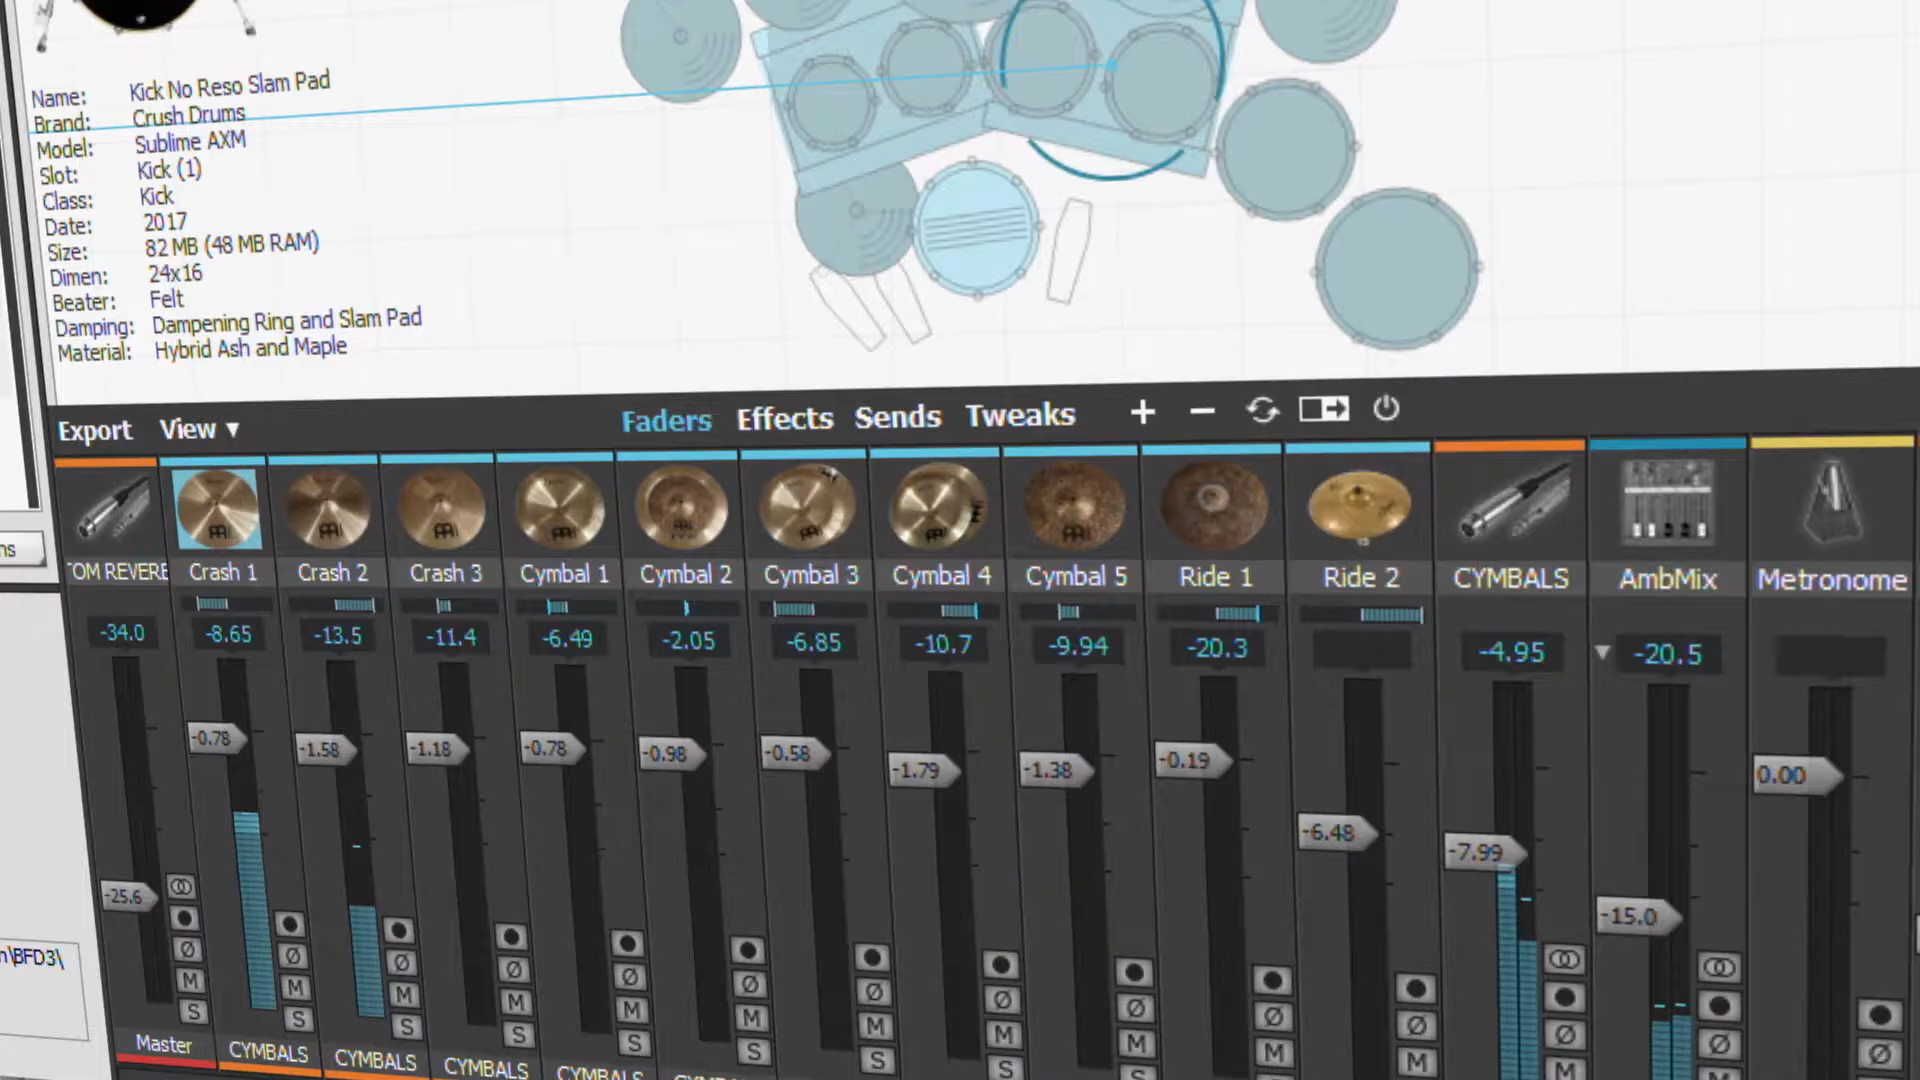 Name: Kick No Reso Slam Pad
Brand: Crush Drums
Model: Sublime AXM
Slot: Kick (1)
Class: Kick
Date: 2017
Size: 82 MB (48 MB RAM)
Dimen: 24x16
Beater: Felt
Damping: Dampening Ring and Slam Pad
Material: Hybrid Ash and Maple
Export View Faders Effects Sends Tweaks
OM REVERB Crash 1 Crash 2 Crash 3 Cymbal 1 Cymbal 2 Cymbal 3 Cymbal 4 Cymbal 5 Ride 1 Ride 2 CYMBALS AmbMix Metronome
-34.0 -8.65 -13.5 -11.4 -6.49 -2.05 -6.85 -10.7 -9.94 -20.3 -4.95 -20.5
-0.78 -1.58 -1.18 -0.78 -0.98 -0.58 -1.79 -1.38 -0.19 0.00
-6.48 -7.99
-25.6 -15.0
ns
n\BFD3\
M M M M M M M M M M M M M
S S S S S S S S S
Master CYMBALS CYMBALS CYMBALS CYMBALS